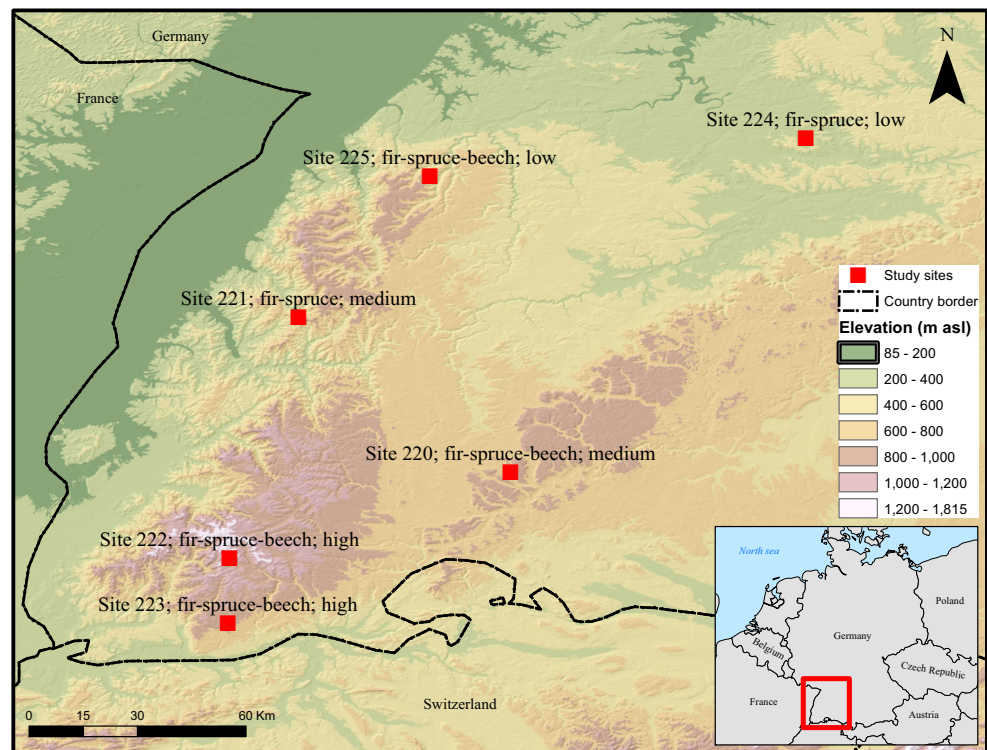 Germany
France
N
Site 224; fir-spruce; low
Site 225; fir-spruce-beech; low
Site 221; fir-spruce; medium
Site 220; fir-spruce-beech; medium
Site 222; fir-spruce-beech; high
Site 223; fir-spruce-beech; high
Switzerland
0 15 30 60 Km
Study sites
Country border
Elevation (m asl)
85 - 200
200 - 400
400 - 600
600 - 800
800 - 1,000
1,000 - 1,200
1,200 - 1,815
North sea
Poland
Germany
Belgium
Czech Republic
France
Austria